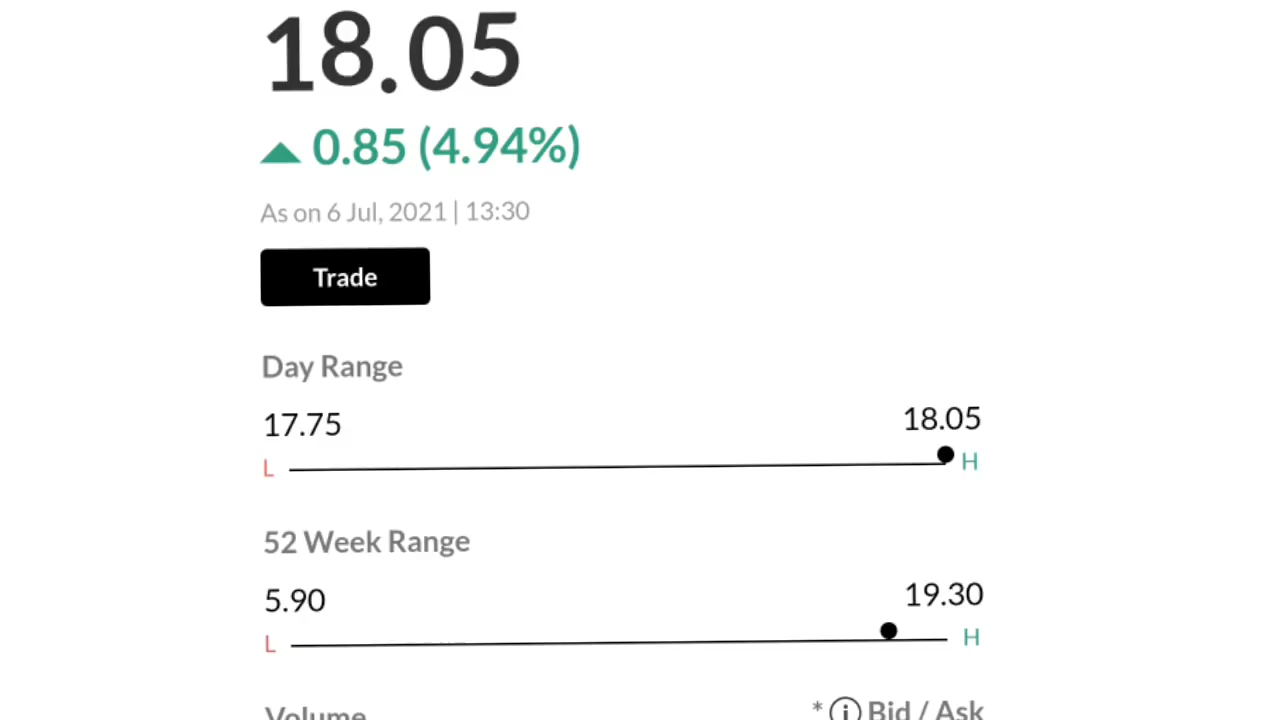 18.05
▲ 0.85 (4.94%)
As on 6 Jul, 2021 | 13:30
Trade
Day Range
17.75 18.05
L H
52 Week Range
5.90 19.30
L H
Volume * ⓘ Bid / Ask